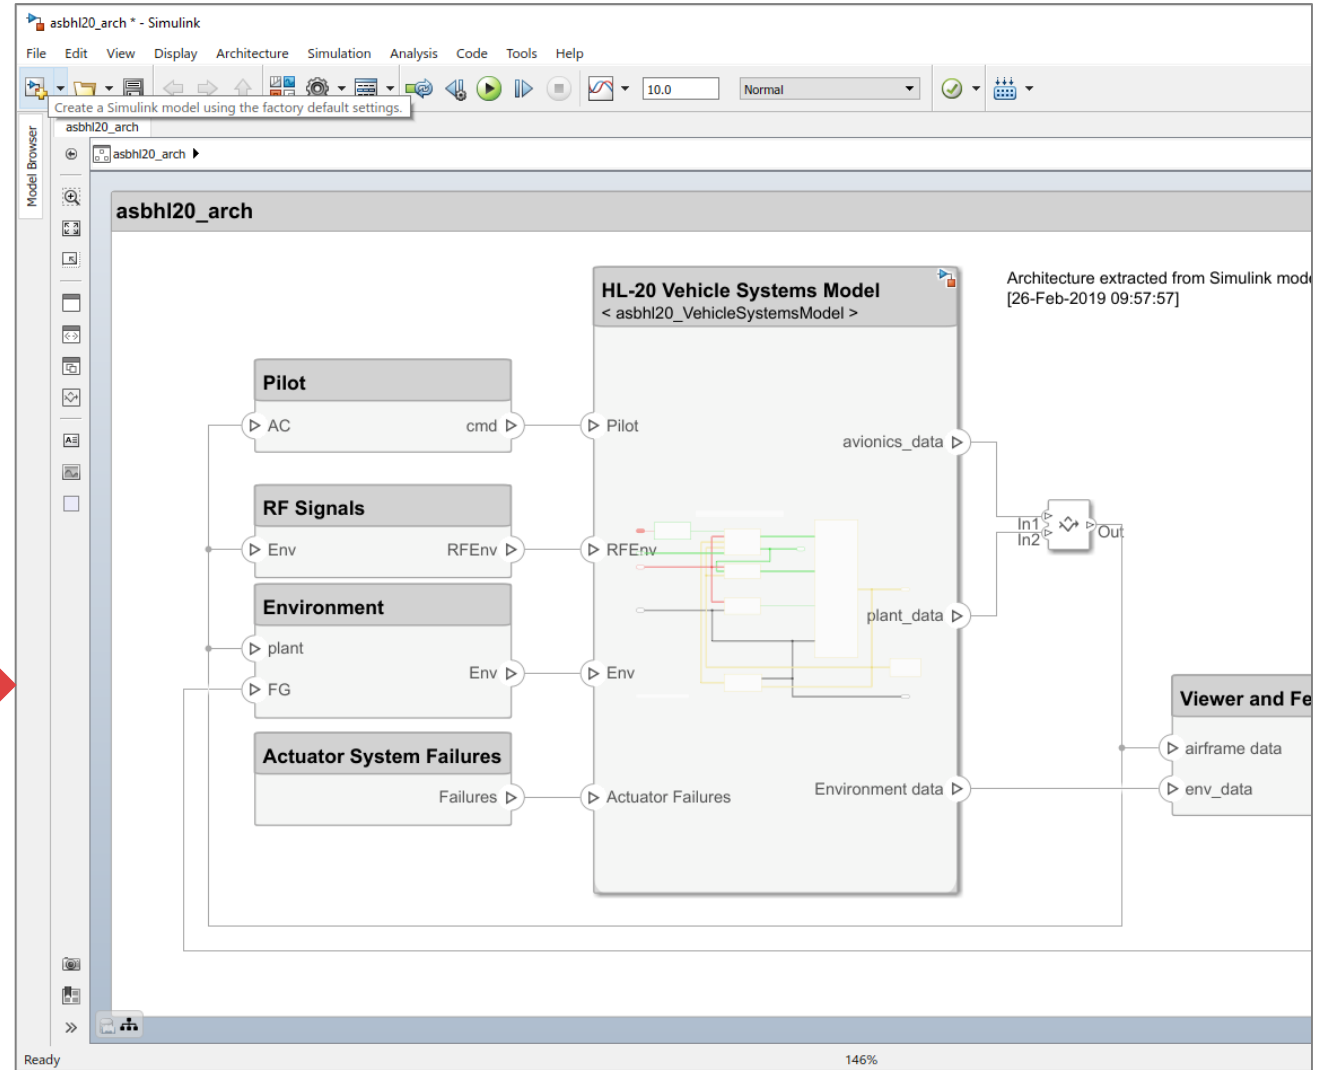 asbhl20_arch * - Simulink
File Edit View Display Architecture Simulation Analysis Code Tools Help
10.0 Normal
Create a Simulink model using the factory default settings.
asbhl20_arch
Model Browser
asbhl20_arch
asbhl20_arch
Architecture extracted from Simulink mode
[26-Feb-2019 09:57:57]
HL-20 Vehicle Systems Model
< asbhl20_VehicleSystemsModel >
Pilot
AC cmd
Pilot
avionics_data
RF Signals
Env RFEnv
RFEnv
In1
In2
Out
Environment
plant
Env
FG
Env
plant_data
Actuator System Failures
Failures
Actuator Failures
Environment data
Viewer and Fe
airframe data
env_data
Ready 146%